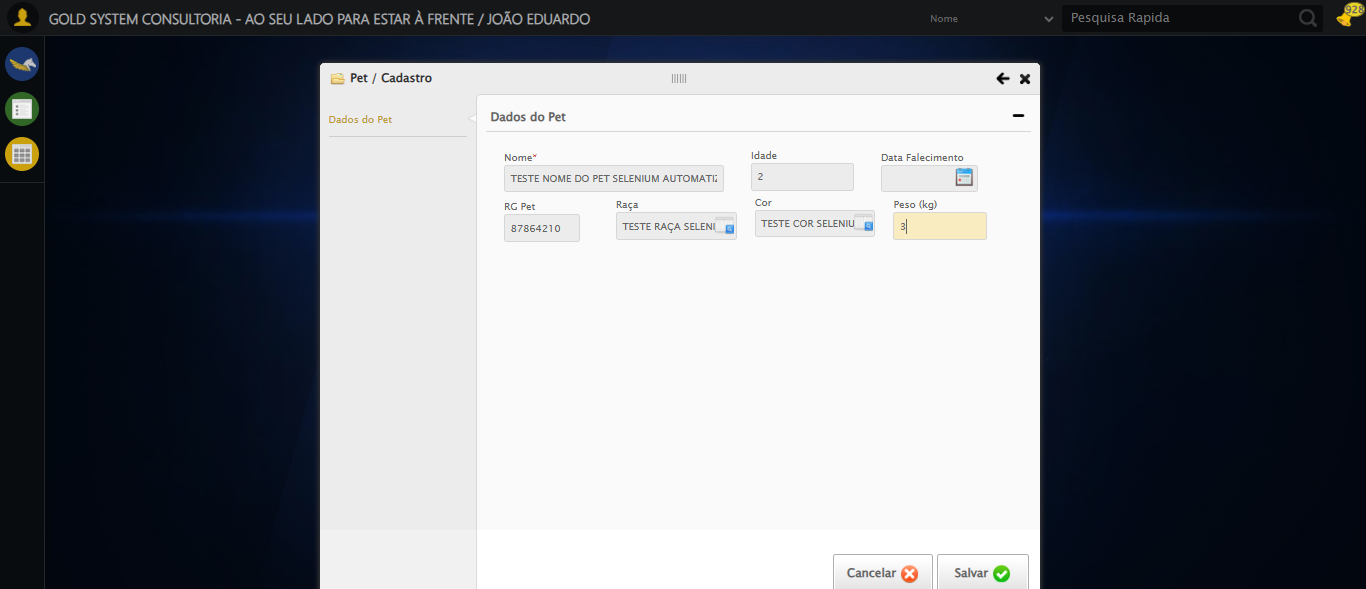 GOLD SYSTEM CONSULTORIA - AO SEU LADO PARA ESTAR À FRENTE / JOÃO EDUARDO
Nome
Pesquisa Rapida
928
Pet / Cadastro
Dados do Pet
Dados do Pet
Nome*
Idade
Data Falecimento
TESTE NOME DO PET SELENIUM AUTOMATIZ
2
RG Pet
Raça
Cor
Peso (kg)
87864210
TESTE RAÇA SELENI
TESTE COR SELENIU
3
Cancelar
Salvar